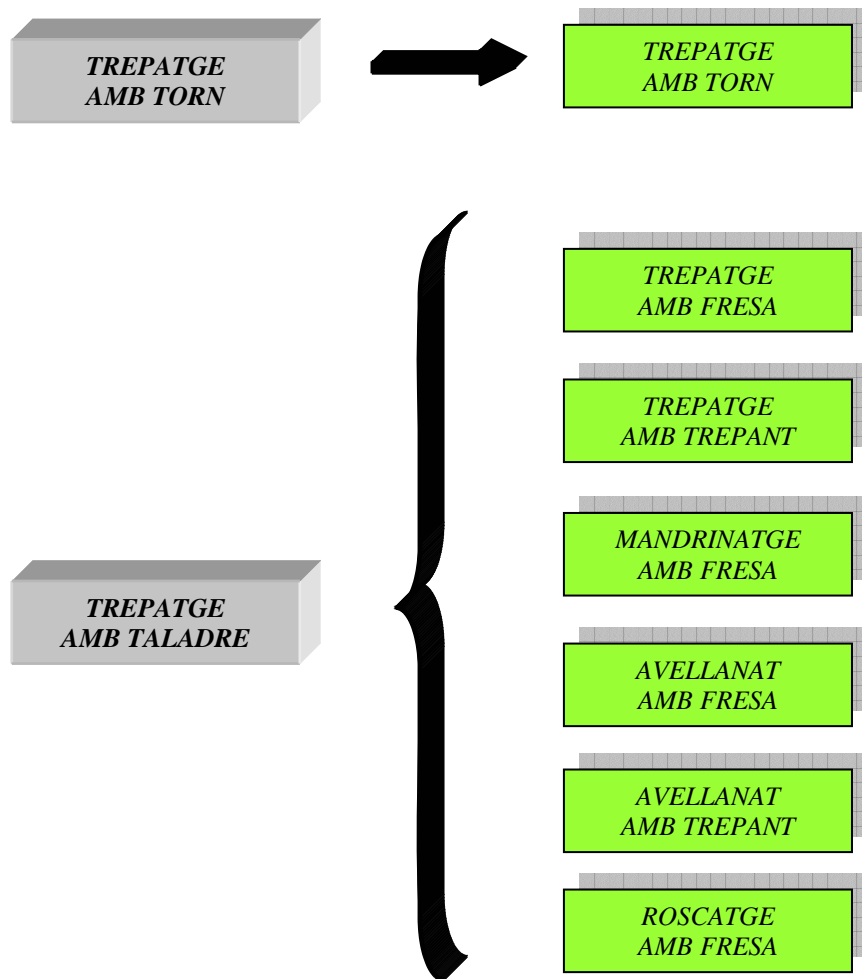 TREPATGE
AMB TORN
TREPATGE
AMB TORN
TREPATGE
AMB TALADRE
TREPATGE
AMB FRESA
TREPATGE
AMB TREPANT
MANDRINATGE
AMB FRESA
AVELLANAT
AMB FRESA
AVELLANAT
AMB TREPANT
ROSCATGE
AMB FRESA